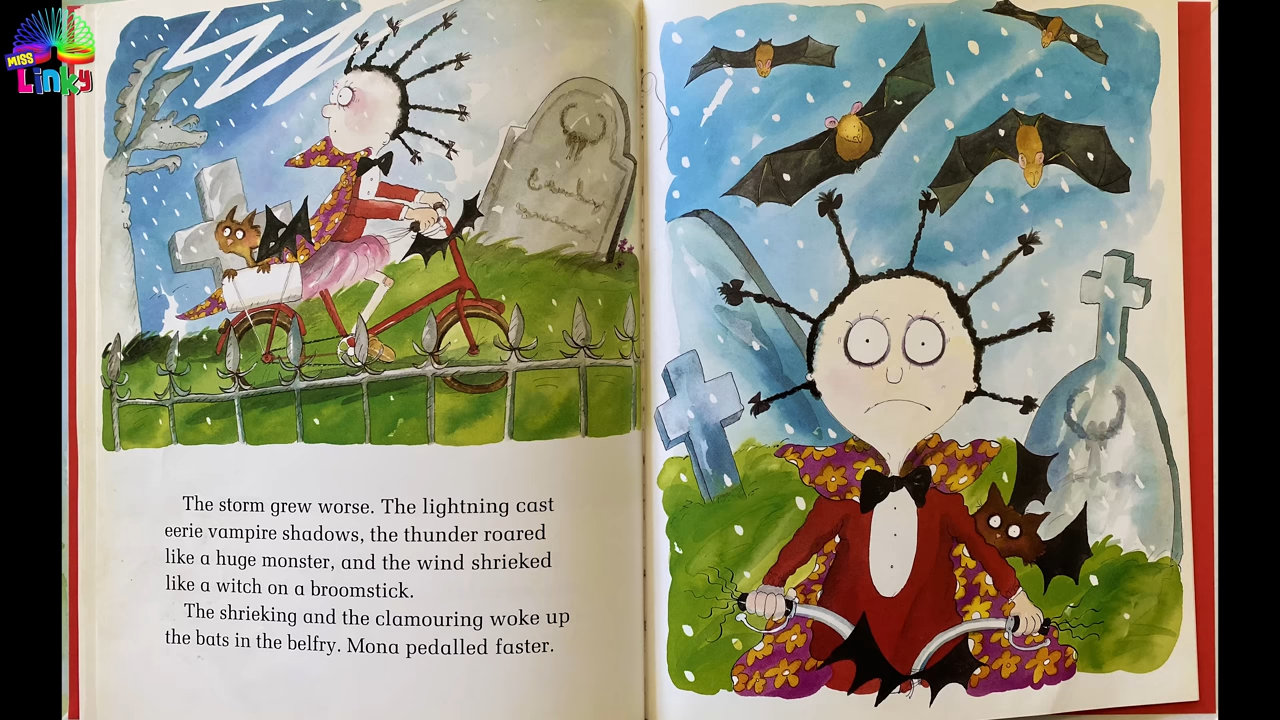 MISS
Linky
The storm grew worse. The lightning cast
eerie vampire shadows, the thunder roared
like a huge monster, and the wind shrieked
like a witch on a broomstick.
The shrieking and the clamouring woke up
the bats in the belfry. Mona pedalled faster.